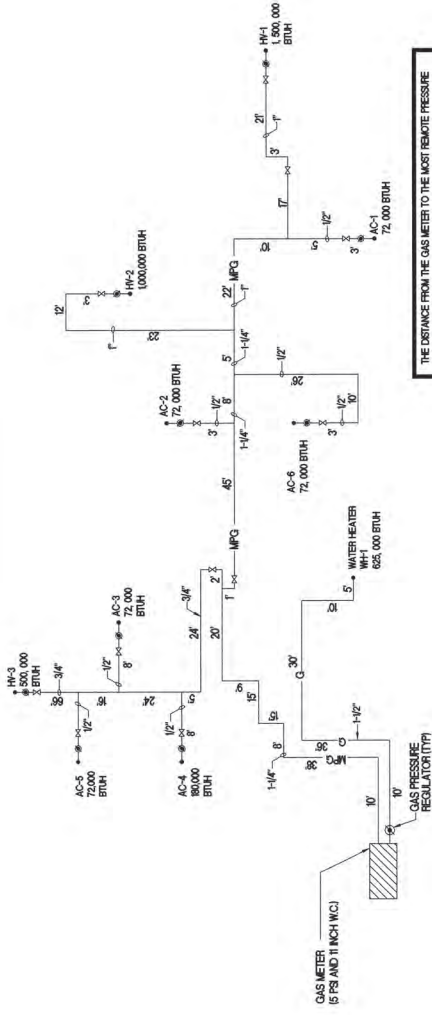 HV-3
500, 000
BTUH
3/4"
66'
AC-5
72,000
BTUH
1/2"
16'
1/2"
AC-3
72, 000
BTUH
8'
24'
AC-4
180,000
BTUH
1/2"
8'
5'
3/4"
24'
2'
20'
1'
9'
15'
15'
8'
1-1/4"
38'
MPG
10'
36'
G
1-1/2"
10'
GAS PRESSURE
REGULATOR (TYP)
GAS METER
(5 PSI AND 11 INCH W.C.)
G
30'
10'
5'
WATER HEATER
WH-1
625, 000 BTUH
MPG
45'
AC-2
72, 000 BTUH
1/2"
3'
8'
1-1/4"
5'
1-1/4"
1/2"
26'
10'
1/2"
3'
AC-6
72, 000
BTUH
12'
3'
HV-2
1,000,000
BTUH
1"
23'
22'
1"
MPG
10'
5'
1/2"
3'
AC-1
72, 000 BTUH
17'
3'
21'
1"
HV-1
1, 500, 000
BTUH
THE DISTANCE FROM THE GAS METER TO THE MOST REMOTE PRESSURE